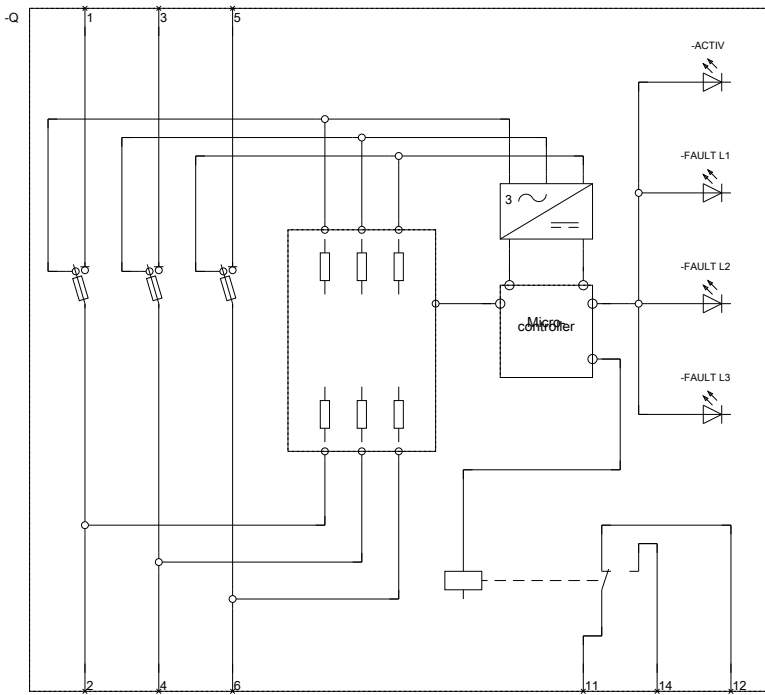 -Q
1
3
5
-ACTIV
-FAULT L1
3
-FAULT L2
Micro-
controller
-FAULT L3
2
4
6
11
14
12